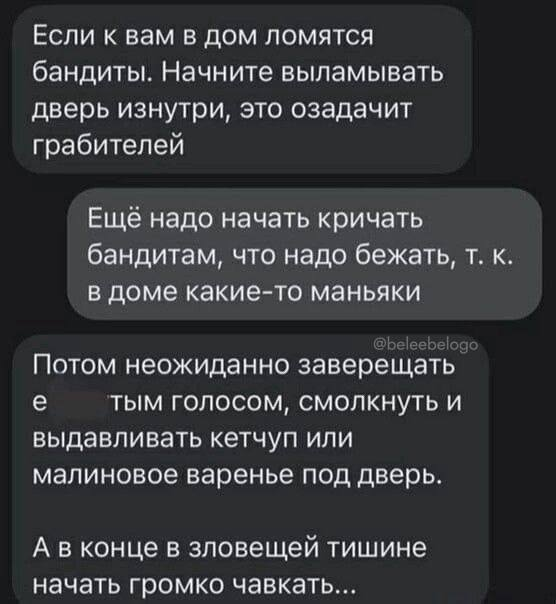 Если к вам в дом ломятся
бандиты. Начните выламывать
дверь изнутри, это озадачит
грабителей
Ещё надо начать кричать
бандитам, что надо бежать, т. к.
в доме какие-то маньяки
@beleebelogo
Потом неожиданно заверещать
е тым голосом, смолкнуть и
выдавливать кетчуп или
малиновое варенье под дверь.
А в конце в зловещей тишине
начать громко чавкать...